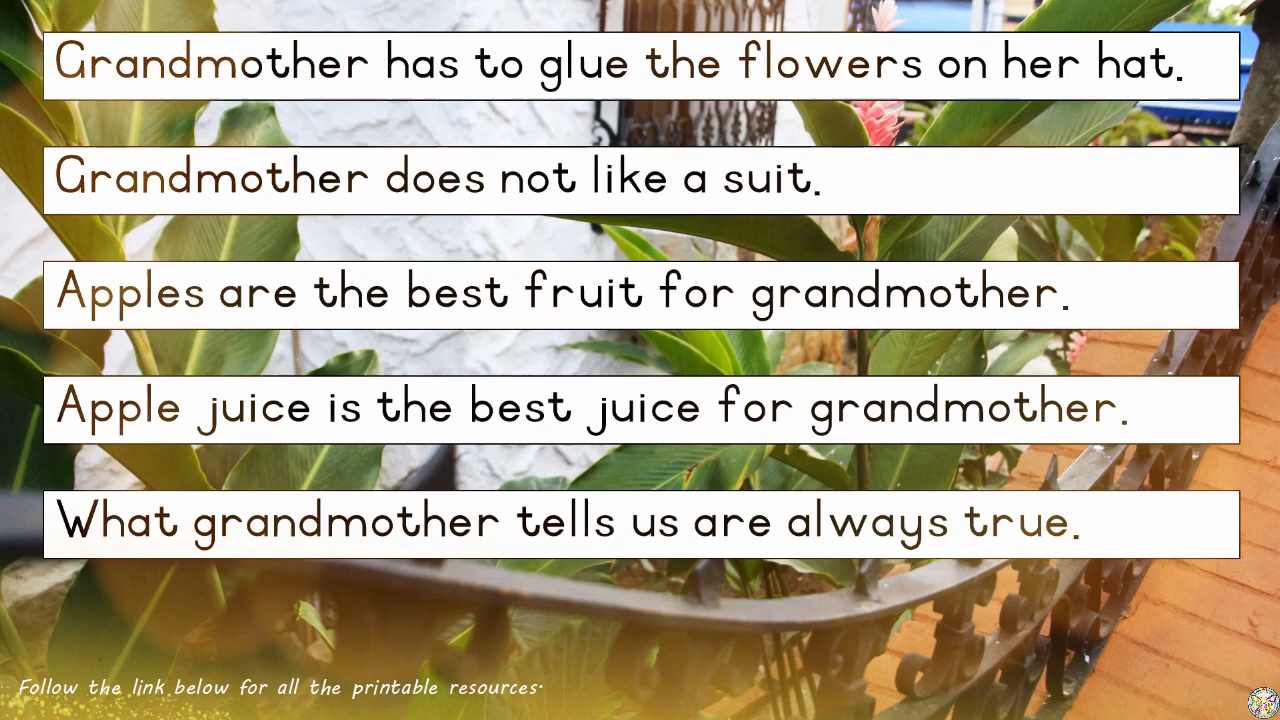 Grandmother has to glue the flowers on her hat.
Grandmother does not like a suit.
Apples are the best fruit for grandmother.
Apple juice is the best juice for grandmother.
What grandmother tells us are always true.
Follow the link below for all the printable resources.